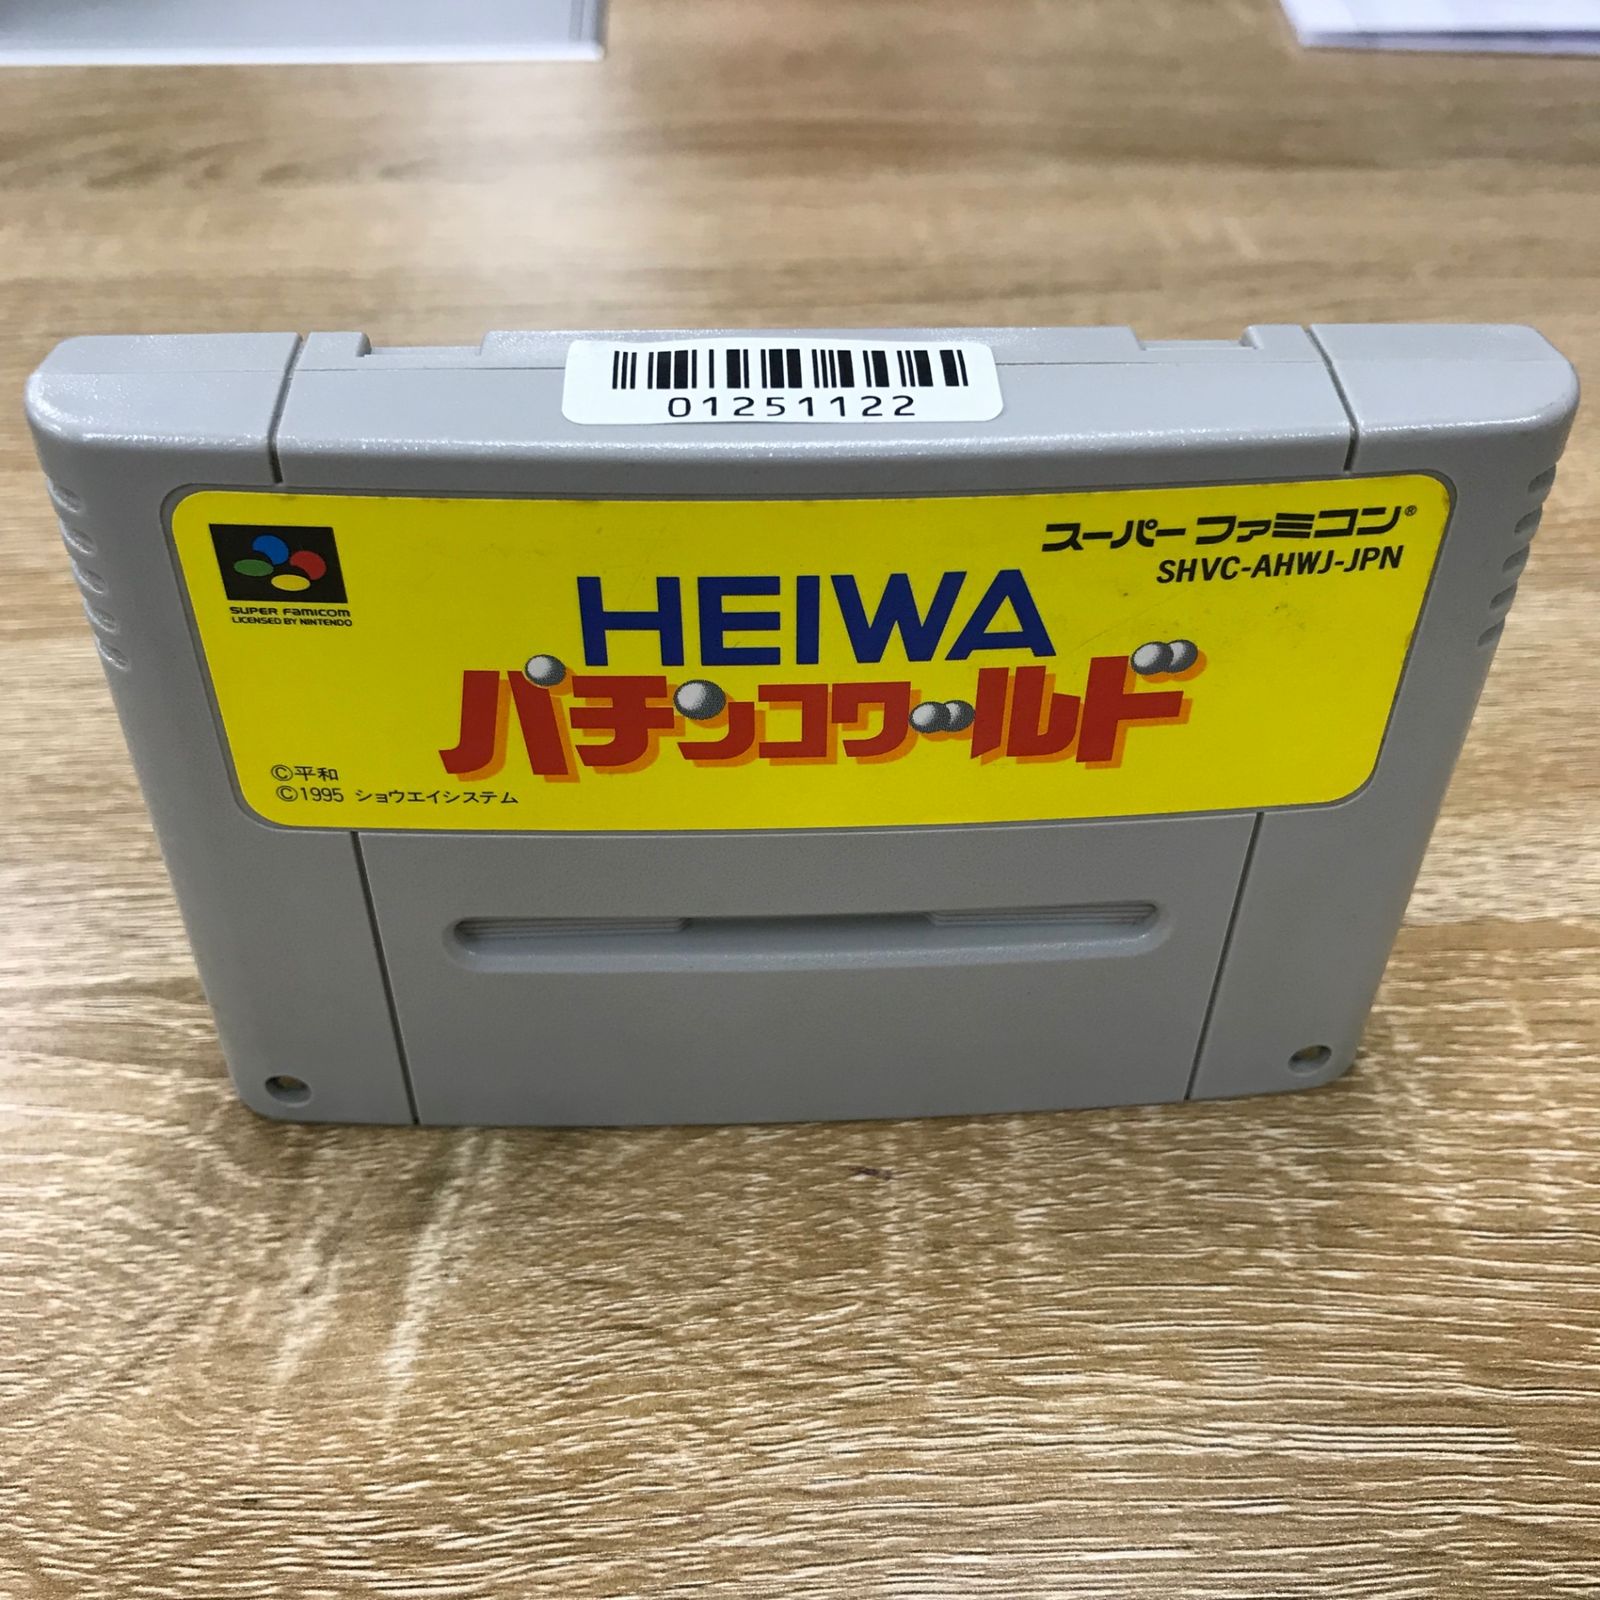 01251122
スーパーファミコン®
SHVC-AHWJ-JPN
SUPER FAMICOM
LICENSED BY NINTENDO
HEIWA
パチンコワールド
©平和
©1995 ショウエイシステム